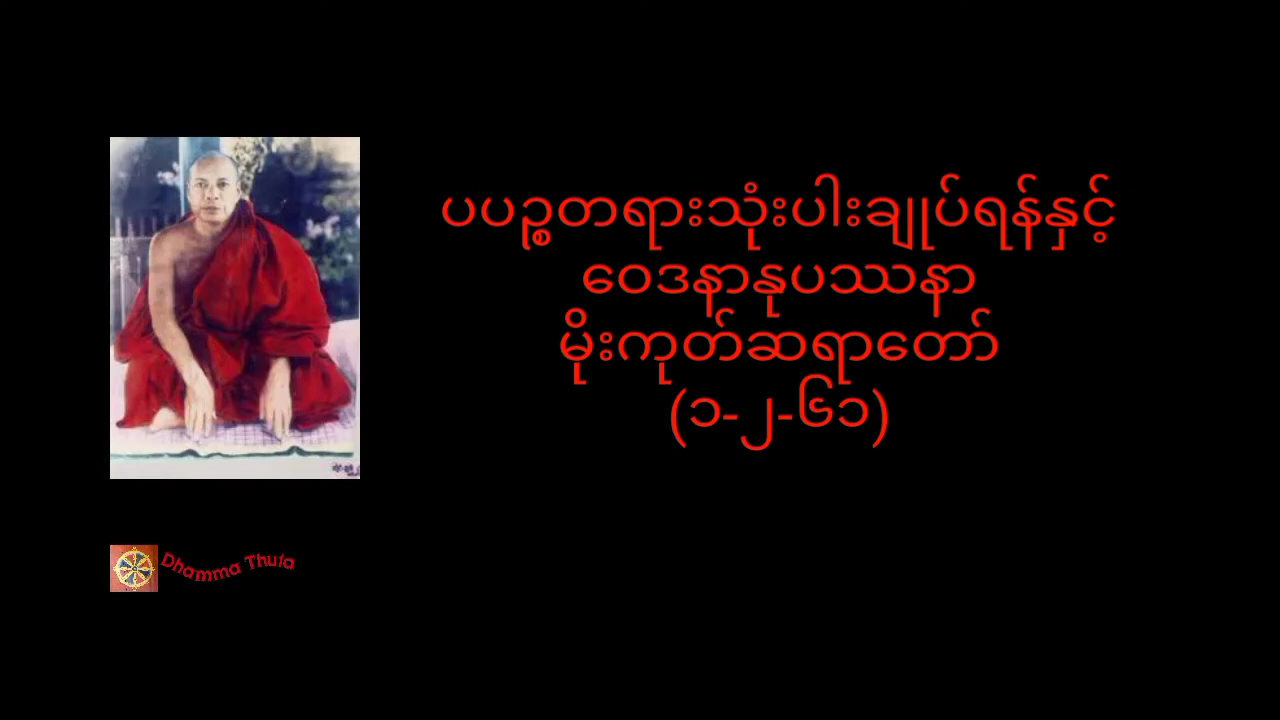 ပပဉ္စတရားသုံးပါးချုပ်ရန်နှင့်
ဝေဒနာနုပဿနာ
မိုးကုတ်ဆရာတော်
(၁-၂-၆၁)
Dhamma Thula